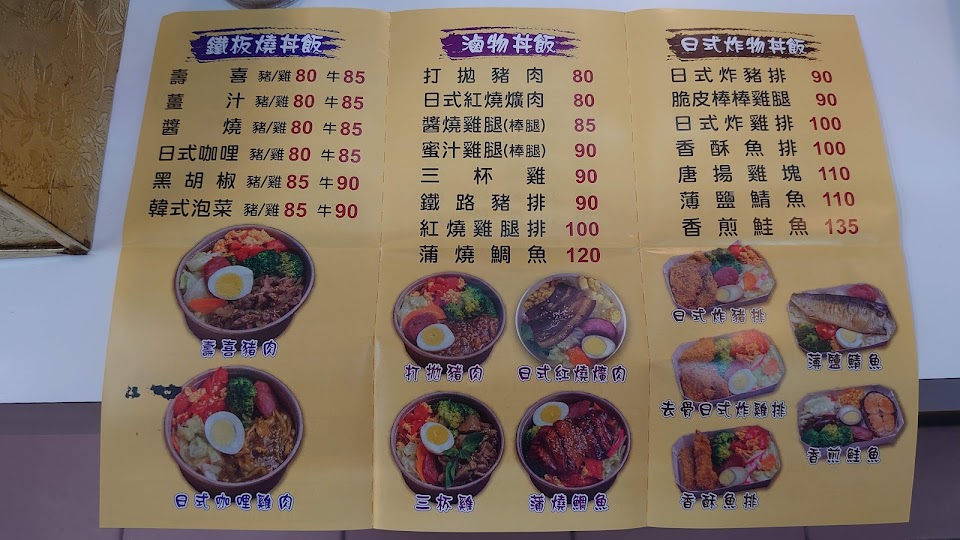 鐵板燒丼飯
壽喜 豬/雞 80 牛 85
薑汁 豬/雞 80 牛 85
醬燒 豬/雞 80 牛 85
日式咖哩 豬/雞 80 牛 85
黑胡椒 豬/雞 85 牛 90
韓式泡菜 豬/雞 85 牛 90
壽喜豬肉
日式咖哩雞肉
滷物丼飯
打拋豬肉 80
日式紅燒爌肉 80
醬燒雞腿(棒腿) 85
蜜汁雞腿(棒腿) 90
三杯雞 90
鐵路豬排 90
紅燒雞腿排 100
蒲燒鯛魚 120
打拋豬肉
日式紅燒爌肉
三杯雞
蒲燒鯛魚
日式炸物丼飯
日式炸豬排 90
脆皮棒棒雞腿 90
日式炸雞排 100
香酥魚排 100
唐揚雞塊 110
薄鹽鯖魚 110
香煎鮭魚 135
日式炸豬排
薄鹽鯖魚
去骨日式炸雞排
香煎鮭魚
香酥魚排